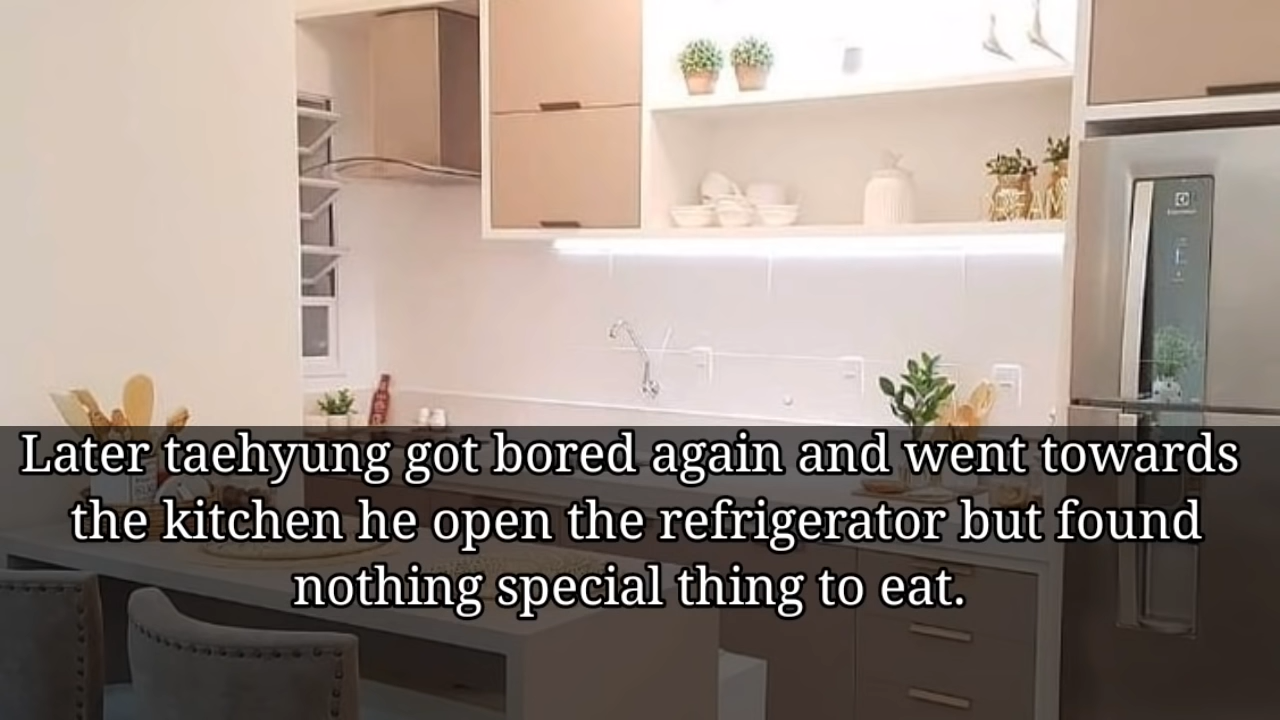 Later taehyung got bored again and went towards
the kitchen he open the refrigerator but found
nothing special thing to eat.